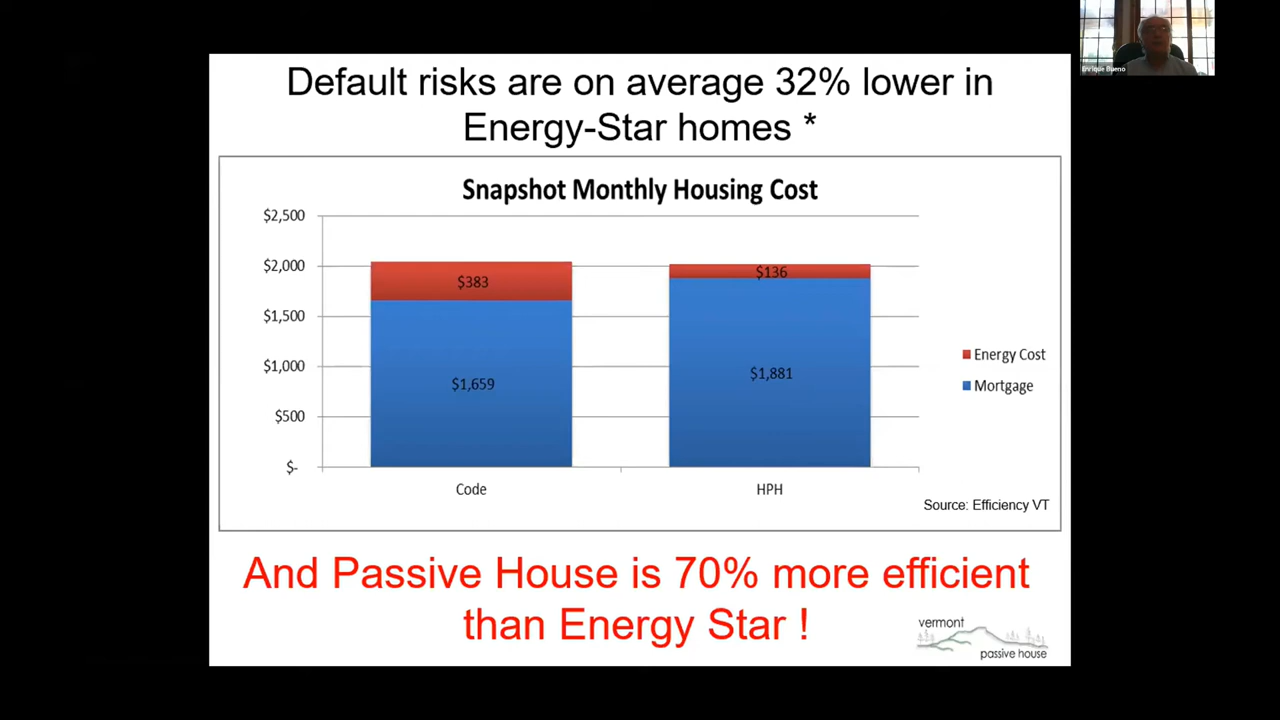 Enrique Bueno
Default risks are on average 32% lower in
Energy-Star homes *
Snapshot Monthly Housing Cost
$2,500
$2,000
$1,500
$1,000
$500
$-
$383
$136
$1,659
$1,881
Energy Cost
Mortgage
Code
HPH
Source: Efficiency VT
And Passive House is 70% more efficient
than Energy Star !
vermont
passive house